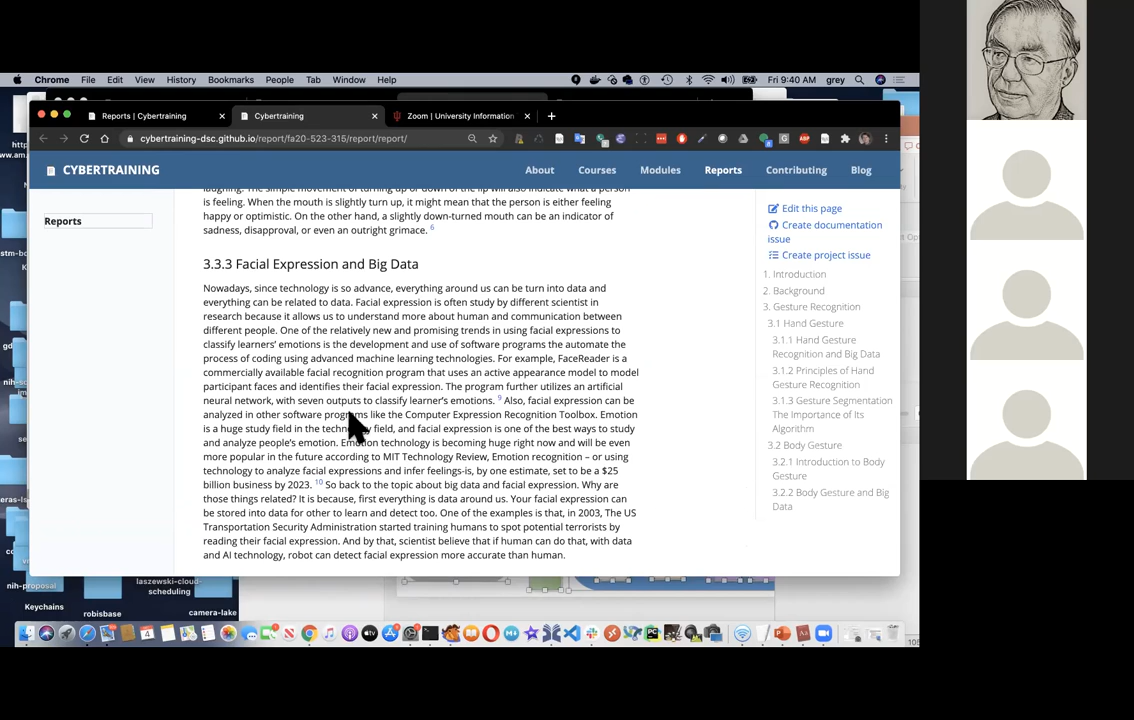 Chrome File Edit View History Bookmarks People Tab Window Help
Fri 9:40 AM grey
Reports | Cybertraining
Cybertraining
Zoom | University Information
cybertraining-dsc.github.io/report/fa20-523-315/report/report/
CYBERTRAINING
About Courses Modules Reports Contributing Blog
Reports
is feeling. When the mouth is slightly turn up, it might mean that the person is either feeling
happy or optimistic. On the other hand, a slightly down-turned mouth can be an indicator of
sadness, disapproval, or even an outright grimace. 6
3.3.3 Facial Expression and Big Data
Nowadays, since technology is so advance, everything around us can be turn into data and
everything can be related to data. Facial expression is often study by different scientist in
research because it allows us to understand more about human and communication between
different people. One of the relatively new and promising trends in using facial expressions to
classify learners' emotions is the development and use of software programs the automate the
process of coding using advanced machine learning technologies. For example, FaceReader is a
commercially available facial recognition program that uses an active appearance model to model
participant faces and identifies their facial expression. The program further utilizes an artificial
neural network, with seven outputs to classify learner's emotions. 9 Also, facial expression can be
analyzed in other software programs like the Computer Expression Recognition Toolbox. Emotion
is a huge study field in the field, and facial expression is one of the best ways to study
and analyze people's emotion. Emotion technology is becoming huge right now and will be even
more popular in the future according to MIT Technology Review, Emotion recognition – or using
technology to analyze facial expressions and infer feelings-is, by one estimate, set to be a $25
billion business by 2023. 10 So back to the topic about big data and facial expression. Why are
those things related? It is because, first everything is data around us. Your facial expression can
be stored into data for other to learn and detect too. One of the examples is that, in 2003, The US
Transportation Security Administration started training humans to spot potential terrorists by
reading their facial expression. And by that, scientist believe that if human can do that, with data
and AI technology, robot can detect facial expression more accurate than human.
Edit this page
Create documentation
issue
Create project issue
1. Introduction
2. Background
3. Gesture Recognition
3.1 Hand Gesture
3.1.1 Hand Gesture
Recognition and Big Data
3.1.2 Principles of Hand
Gesture Recognition
3.1.3 Gesture Segmentation
The Importance of Its
Algorithm
3.2 Body Gesture
3.2.1 Introduction to Body
Gesture
3.2.2 Body Gesture and Big
Data
nih-proposal
laszewski-cloud-
scheduling
Keychains
robisbase
camera-lake